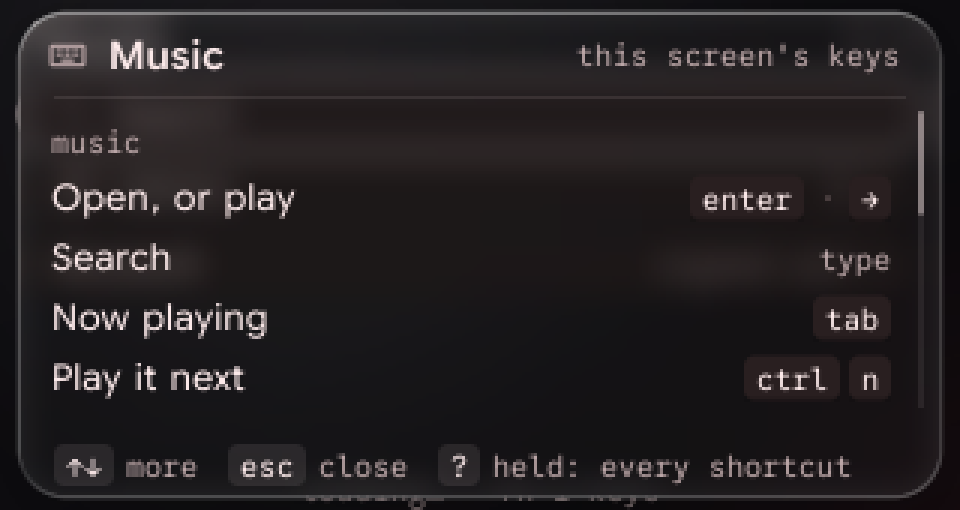 Music this screen's keys
music
Open, or play enter · →
Search type
Now playing tab
Play it next ctrl n
↑↓ more esc close ? held: every shortcut